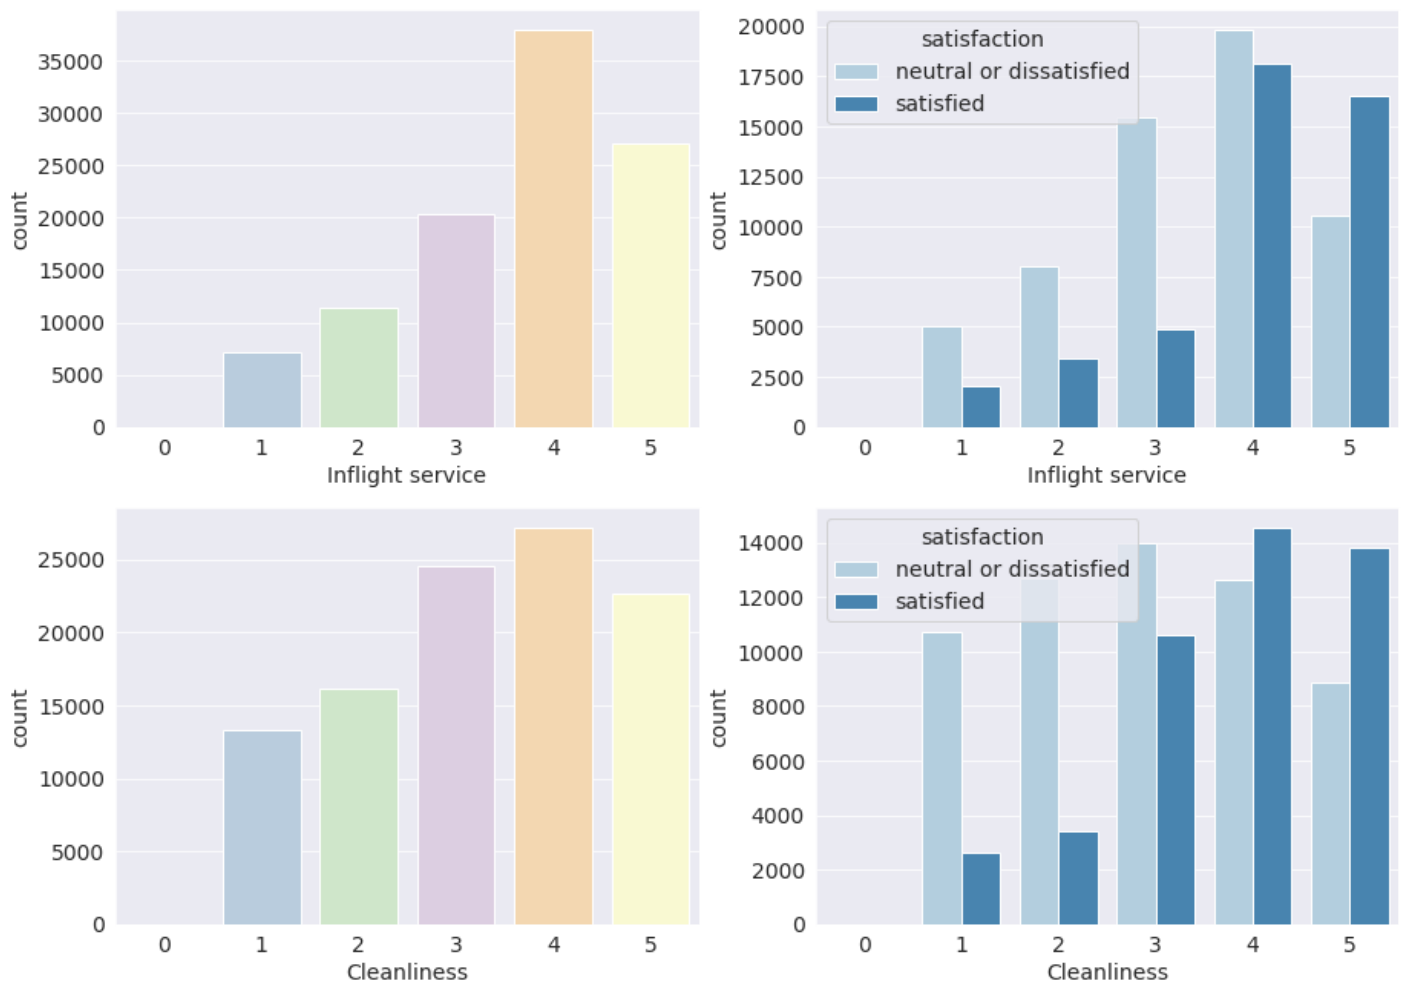 35000
30000
25000
20000
15000
10000
5000
0
count
0 1 2 3 4 5
Inflight service
20000
17500
15000
12500
10000
7500
5000
2500
0
count
satisfaction
neutral or dissatisfied
satisfied
0 1 2 3 4 5
Inflight service
25000
20000
15000
10000
5000
0
count
0 1 2 3 4 5
Cleanliness
14000
12000
10000
8000
6000
4000
2000
0
count
satisfaction
neutral or dissatisfied
satisfied
0 1 2 3 4 5
Cleanliness